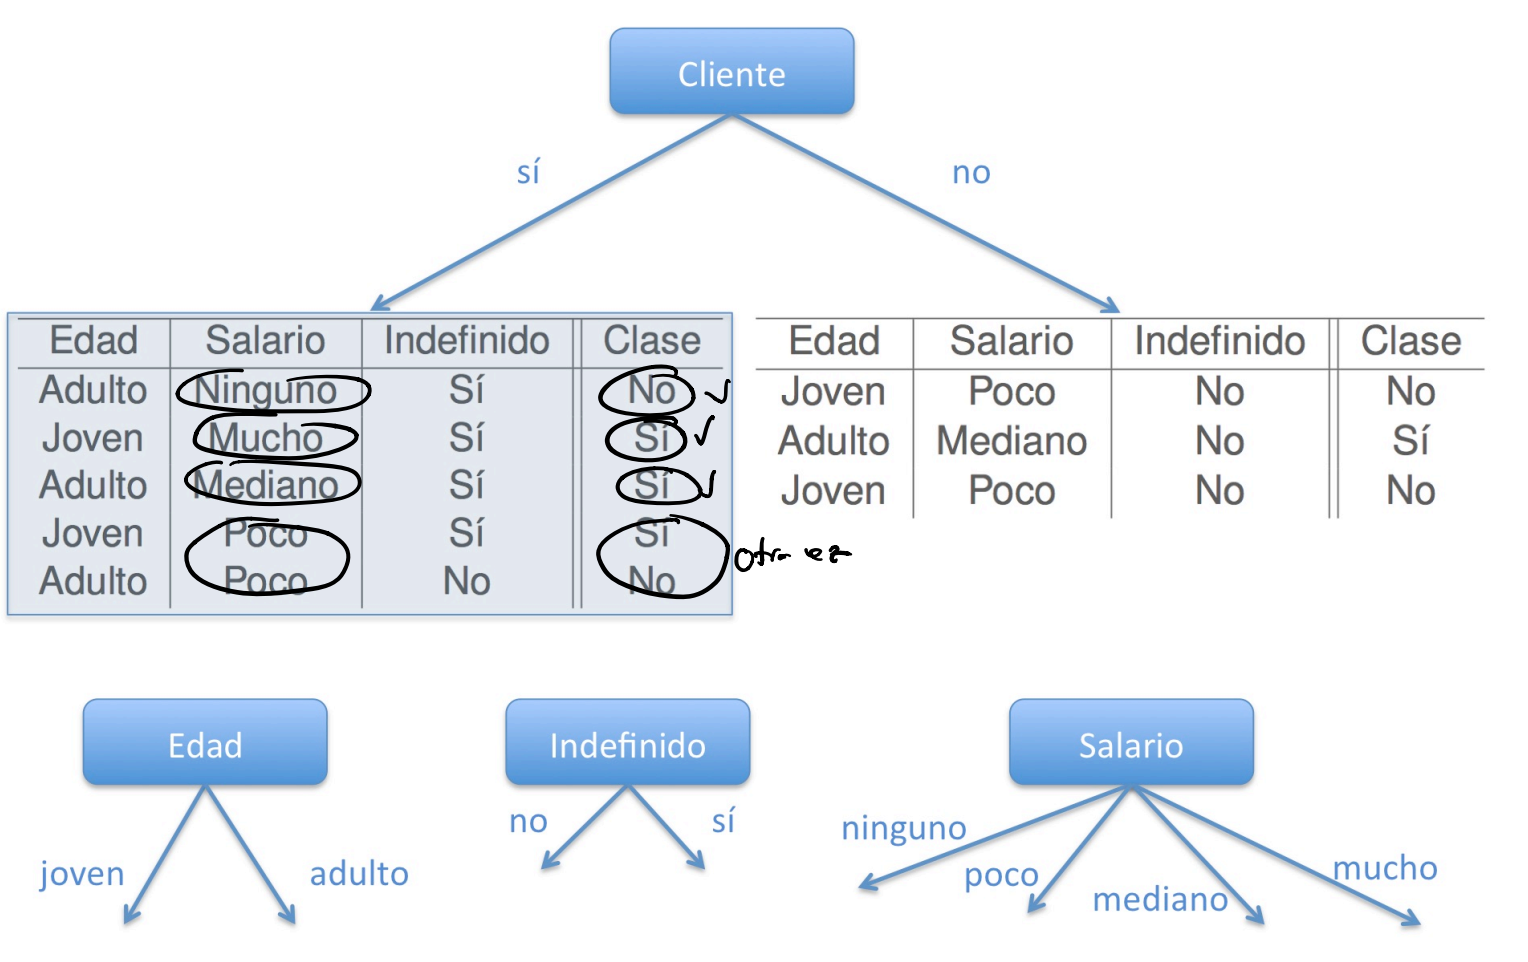 Cliente
sí
no
Edad Salario Indefinido Clase
Adulto Ninguno Sí No
Joven Mucho Sí Sí
Adulto Mediano Sí Sí
Joven Poco Sí Sí
Adulto Poco No No
Edad Salario Indefinido Clase
Joven Poco No No
Adulto Mediano No Sí
Joven Poco No No
Otra
Edad
joven
adulto
Indefinido
no
sí
Salario
ninguno
poco
mediano
mucho